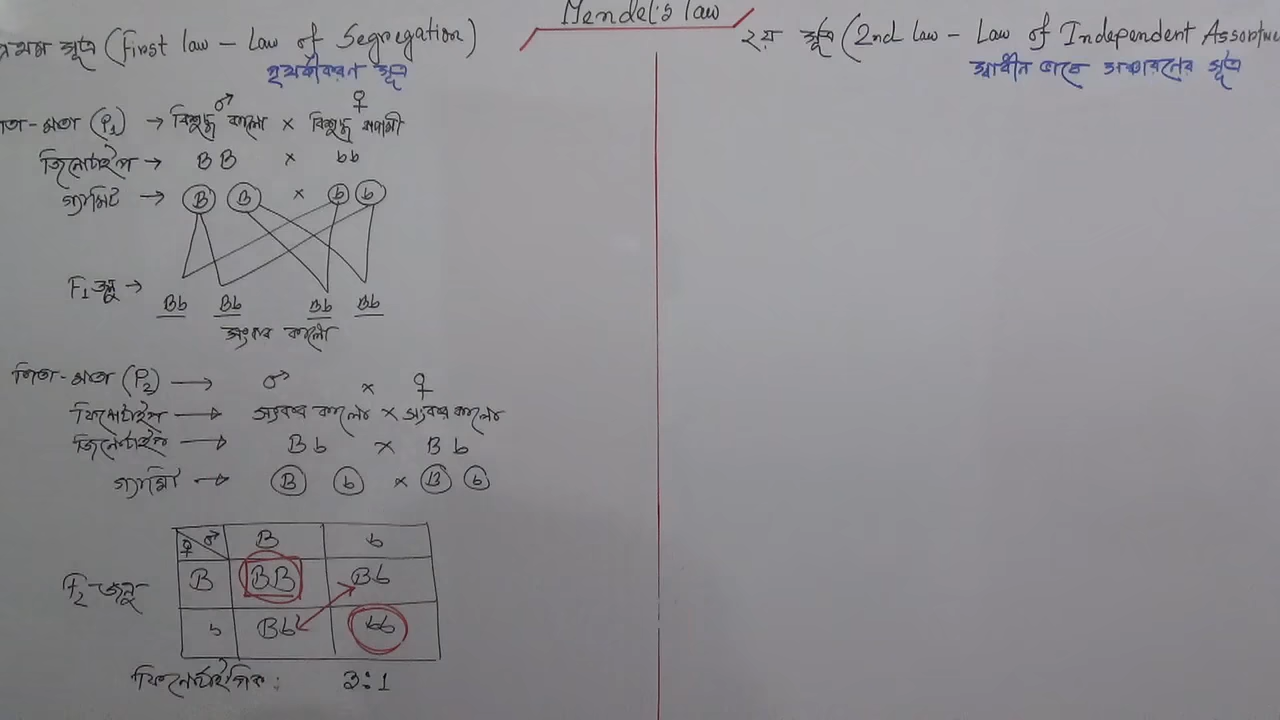 Mendel's law
প্রথম সূত্র (First law - Law of Segregation)
পৃথকীকরণ সূত্র
পিতা-মাতা (P1) → বিশুদ্ধ কালো ♂ × বিশুদ্ধ বাদামী ♀
জিনোটাইপ → BB × bb
গ্যামিট → B B × b b
F1 জনু →
Bb Bb Bb Bb
সংকর কালো
পিতা-মাতা (P2) → ♂ × ♀
ফিনোটাইপ → সংকর কালো × সংকর কালো
জিনোটাইপ → Bb × Bb
গ্যামিট → B b × B b
♀ ♂ B b
F2-জনু B BB Bb
b Bb bb
ফিনোটাইপিক : 3:1
২য় সূত্র (2nd law - Law of Independent Assortme
স্বাধীন ভাবে সঞ্চারনের সূত্র